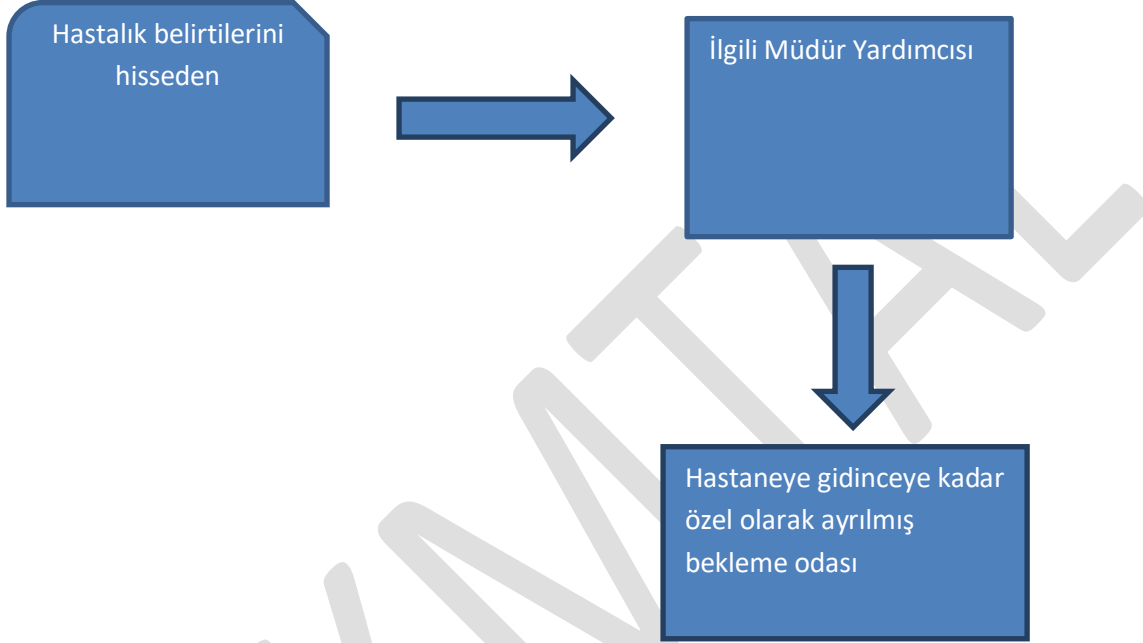 Hastalık belirtilerini
hisseden
İlgili Müdür Yardımcısı
Hastaneye gidinceye kadar
özel olarak ayrılmış
bekleme odası